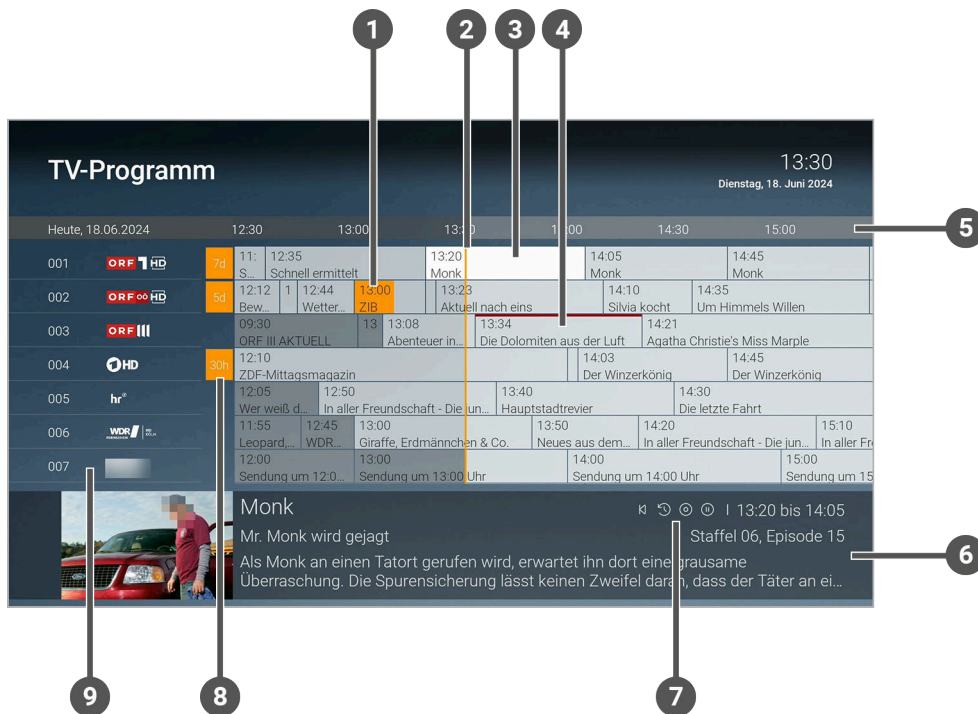 1 2 3 4
TV-Programm
13:30
Dienstag, 18. Juni 2024
Heute, 18.06.2024 12:30 13:00 14:30 15:00
5
001 ORF 1 HD 7d 11: 12:35 13:20 14:05 14:45
S... Schnell ermittelt Monk Monk Monk
002 ORF oö HD 5d 12:12 1 12:44 13:00 13:23 14:10 14:35
Bew... Wetter... ZIB Aktuell nach eins Silvia kocht Um Himmels Willen
003 ORF III 09:30 13 13:08 13:34 14:21
ORF III AKTUELL Abenteuer in... Die Dolomiten aus der Luft Agatha Christie's Miss Marple
004 HD 30h 12:10 14:03 14:45
ZDF-Mittagsmagazin Der Winzerkönig Der Winzerkönig
005 hr 12:05 12:50 13:40 14:30
Wer weiß d... In aller Freundschaft - Die jun... Hauptstadtrevier Die letzte Fahrt
006 WDR HD KÖLN 11:55 12:45 13:00 13:50 14:20 15:10
Leopard,... WDR... Giraffe, Erdmännchen & Co. Neues aus dem... In aller Freundschaft - Die jun... In aller Fr
007 12:00 13:00 14:00 15:00
Sendung um 12:0... Sendung um 13:00 Uhr Sendung um 14:00 Uhr Sendung um 15
Monk
13:20 bis 14:05
Mr. Monk wird gejagt
Staffel 06, Episode 15
Als Monk an einen Tatort gerufen wird, erwartet ihn dort eine grausame
Überraschung. Die Spurensicherung lässt keinen Zweifel daran, dass der Täter an ei...
6
9 8 7